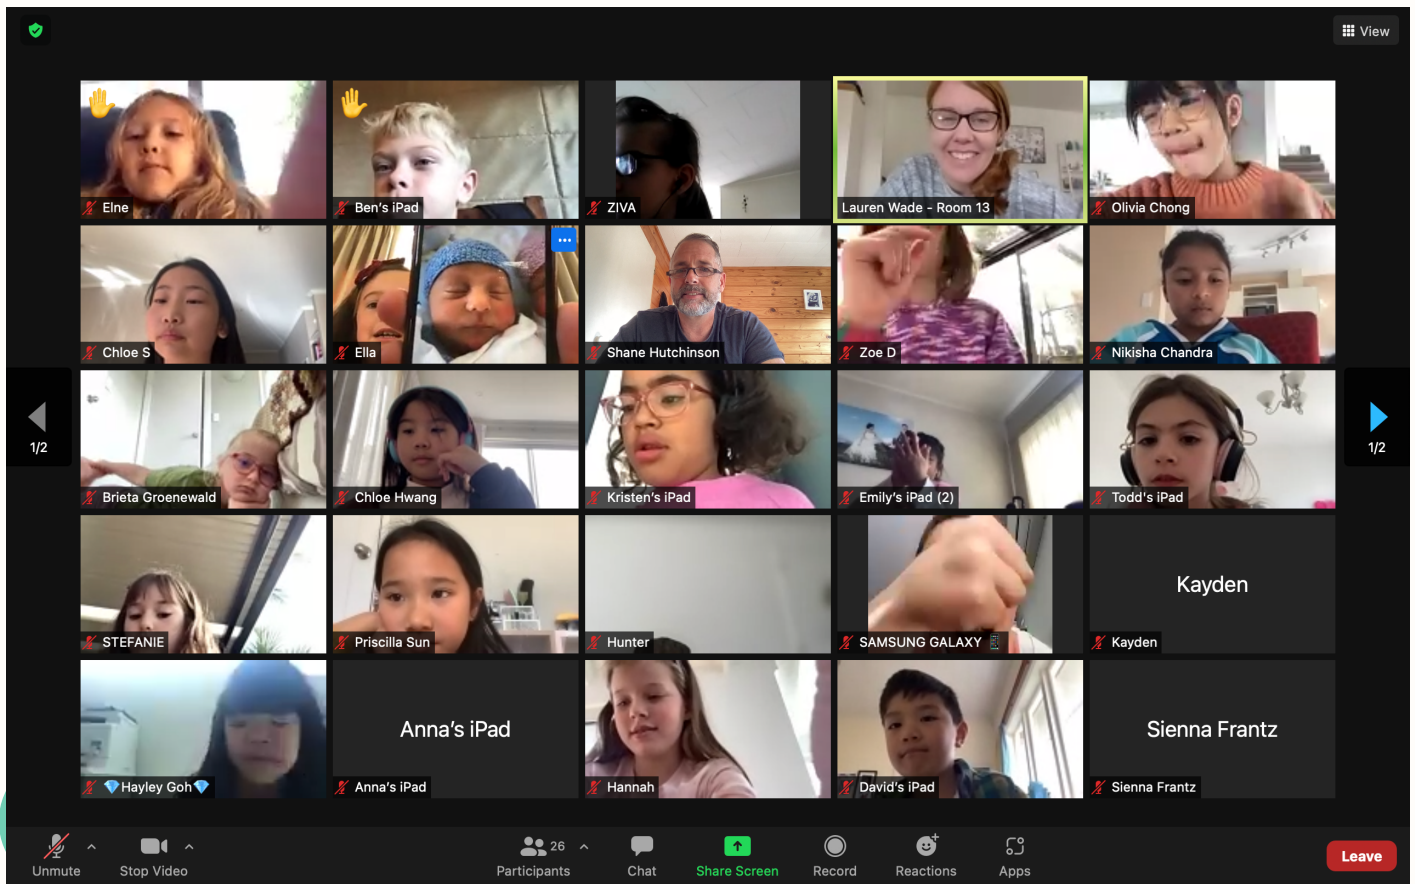 View
Elne
Ben's iPad
ZIVA
Lauren Wade - Room 13
Olivia Chong
Chloe S
Ella
Shane Hutchinson
Zoe D
Nikisha Chandra
1/2
1/2
Brieta Groenewald
Chloe Hwang
Kristen's iPad
Emily's iPad (2)
Todd's iPad
STEFANIE
Priscilla Sun
Hunter
SAMSUNG GALAXY 📱
Kayden
Kayden
💎Hayley Goh💎
Anna's iPad
Anna's iPad
Hannah
David's iPad
Sienna Frantz
Sienna Frantz
Unmute
Stop Video
26
Participants
Chat
Share Screen
Record
Reactions
Apps
Leave